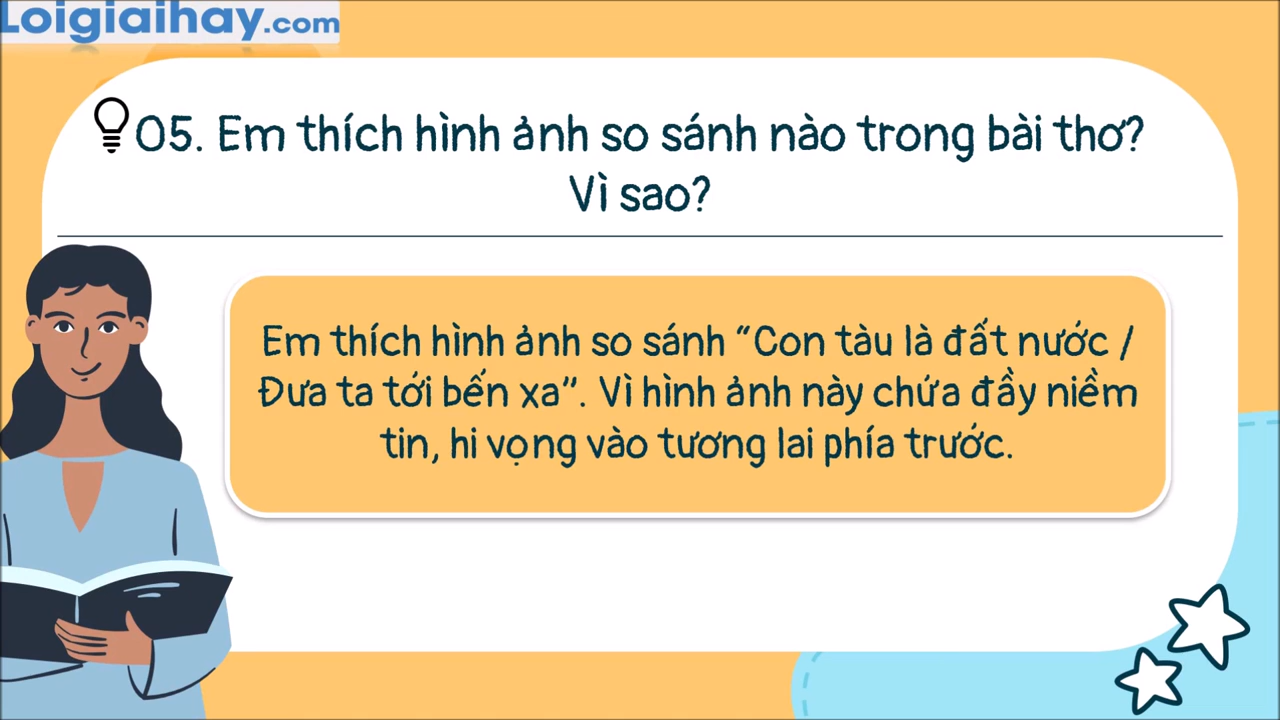 Loigiaihay.com
05. Em thích hình ảnh so sánh nào trong bài thơ?
Vì sao?
Em thích hình ảnh so sánh “Con tàu là đất nước /
Đưa ta tới bến xa”. Vì hình ảnh này chứa đầy niềm
tin, hi vọng vào tương lai phía trước.